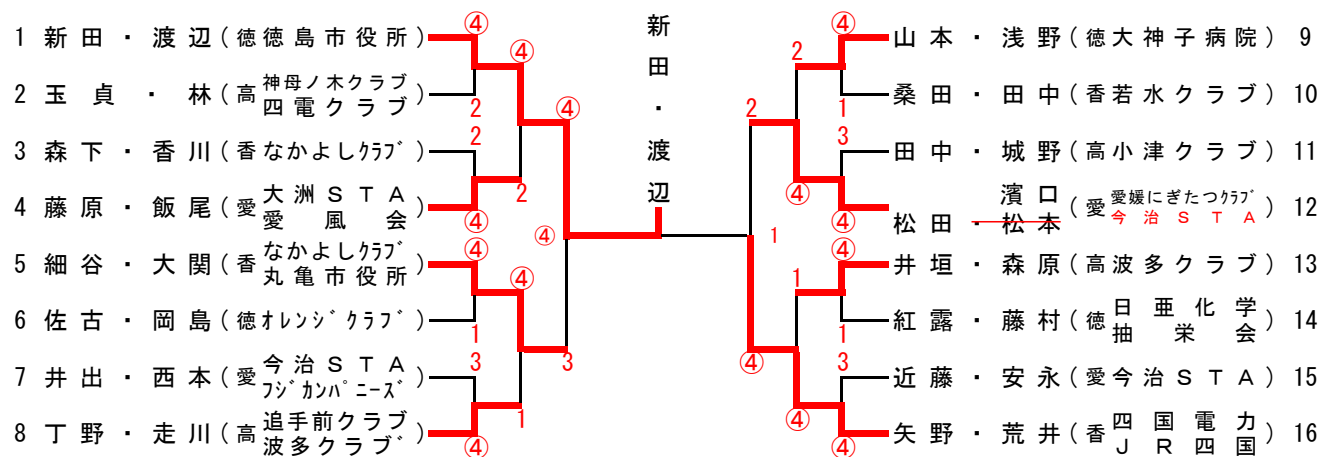 1 新田・渡辺(徳徳島市役所)
2 玉貞・林(高神母ノ木クラブ
四電クラブ)
3 森下・香川(香なかよしクラブ)
4 藤原・飯尾(愛大洲STA
愛風会)
5 細谷・大関(香なかよしクラブ
丸亀市役所)
6 佐古・岡島(徳オレンジクラブ)
7 井出・西本(愛今治STA
フジカンパニーズ)
8 丁野・走川(高追手前クラブ
波多クラブ)
④
2
2
④
④
1
3
④
④
2
④
1
④
3
④
新田・渡辺
1
2
④
2
④
1
④
④
1
3
④
④
1
3
④
山本・浅野(徳大神子病院) 9
桑田・田中(香若水クラブ) 10
田中・城野(高小津クラブ) 11
濱口
松田・松本(愛愛媛にぎたつクラブ
今治STA) 12
井垣・森原(高波多クラブ) 13
紅露・藤村(徳日亜化学
抽栄会) 14
近藤・安永(愛今治STA) 15
矢野・荒井(香四国電力
JR四国) 16